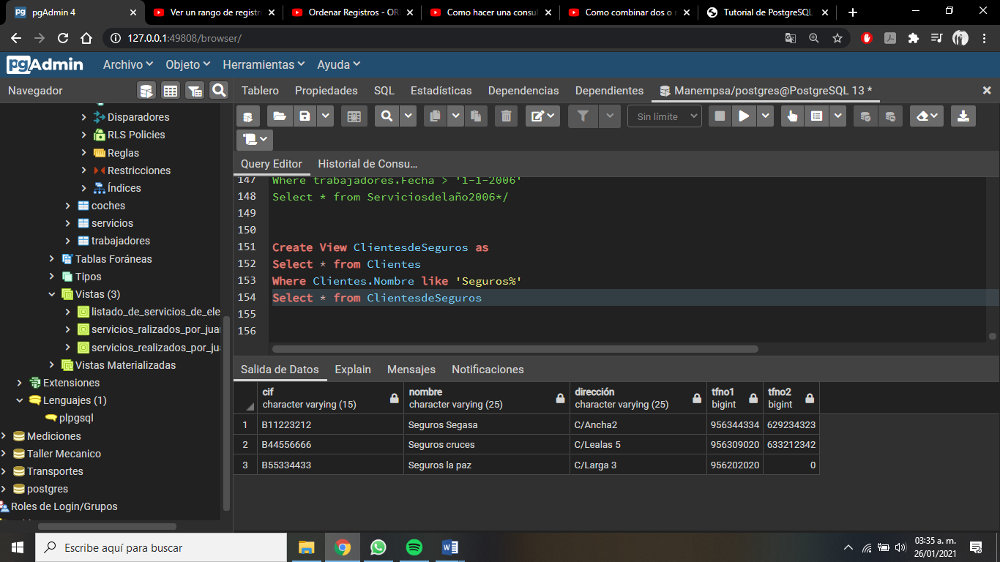 pgAdmin 4
Ver un rango de registr
Ordenar Registros - OR
Como hacer una consul
Como combinar dos o
Tutorial de PostgreSQL
127.0.0.1:49808/browser/
pgAdmin
Archivo
Objeto
Herramientas
Ayuda
Navegador
Tablero
Propiedades
SQL
Estadísticas
Dependencias
Dependientes
Manempsa/postgres@PostgreSQL 13 *
Disparadores
RLS Policies
Reglas
Restricciones
Índices
coches
servicios
trabajadores
Tablas Foráneas
Tipos
Vistas (3)
listado_de_servicios_de_ele
servicios_ralizados_por_jua
servicios_realizados_por_ju
Vistas Materializadas
Extensiones
Lenguajes (1)
plpgsql
Mediciones
Taller Mecanico
Transportes
postgres
Roles de Login/Grupos
Sin límite
Query Editor
Historial de Consu...
147 Where trabajadores.Fecha > '1-1-2006'
148 Select * from Serviciosdelaño2006*/
149
150
151 Create View ClientesdeSeguros as
152 Select * from Clientes
153 Where Clientes.Nombre like 'Seguros%'
154 Select * from ClientesdeSeguros
155
156
Salida de Datos
Explain
Mensajes
Notificaciones
cif nombre dirección tfno1 tfno2
character varying (15) character varying (25) character varying (25) bigint bigint
1 B11223212 Seguros Segasa C/Ancha2 956344334 629234323
2 B44556666 Seguros cruces C/Lealas 5 956309020 633212342
3 B55334433 Seguros la paz C/Larga 3 956202020 0
Escribe aquí para buscar
03:35 a. m.
26/01/2021